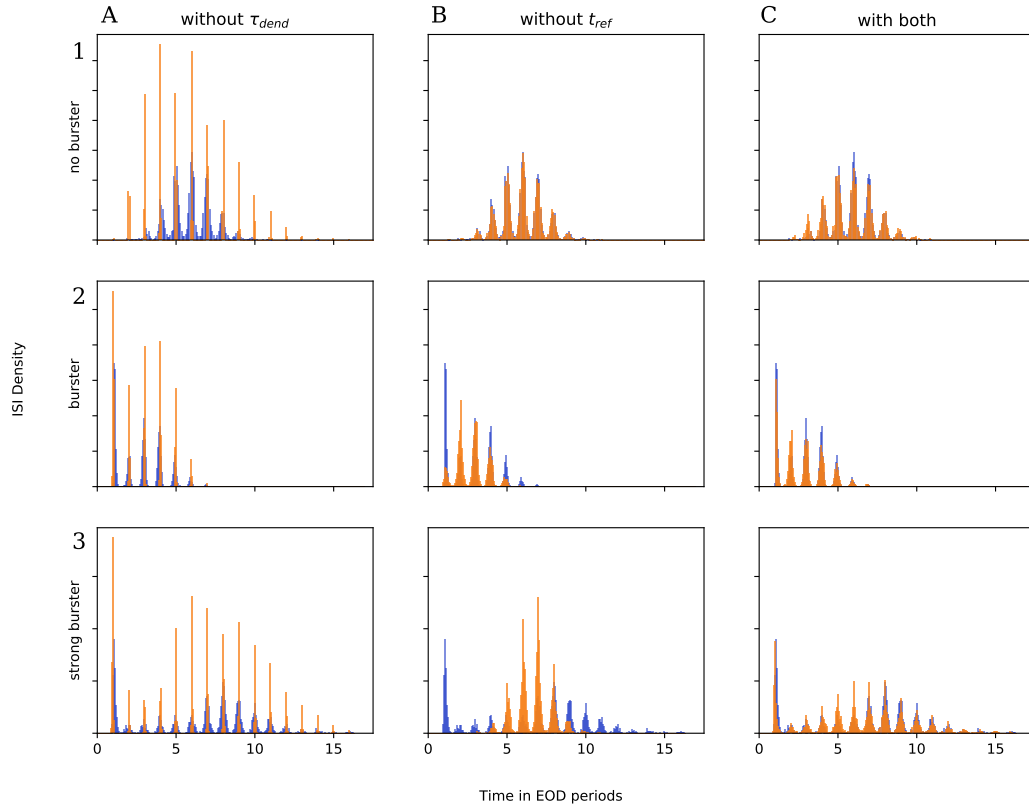 A without τdend
B without tref
C with both
1
no burster
2
burster
3
strong burster
ISI Density
0 5 10 15
0 5 10 15
0 5 10 15
Time in EOD periods